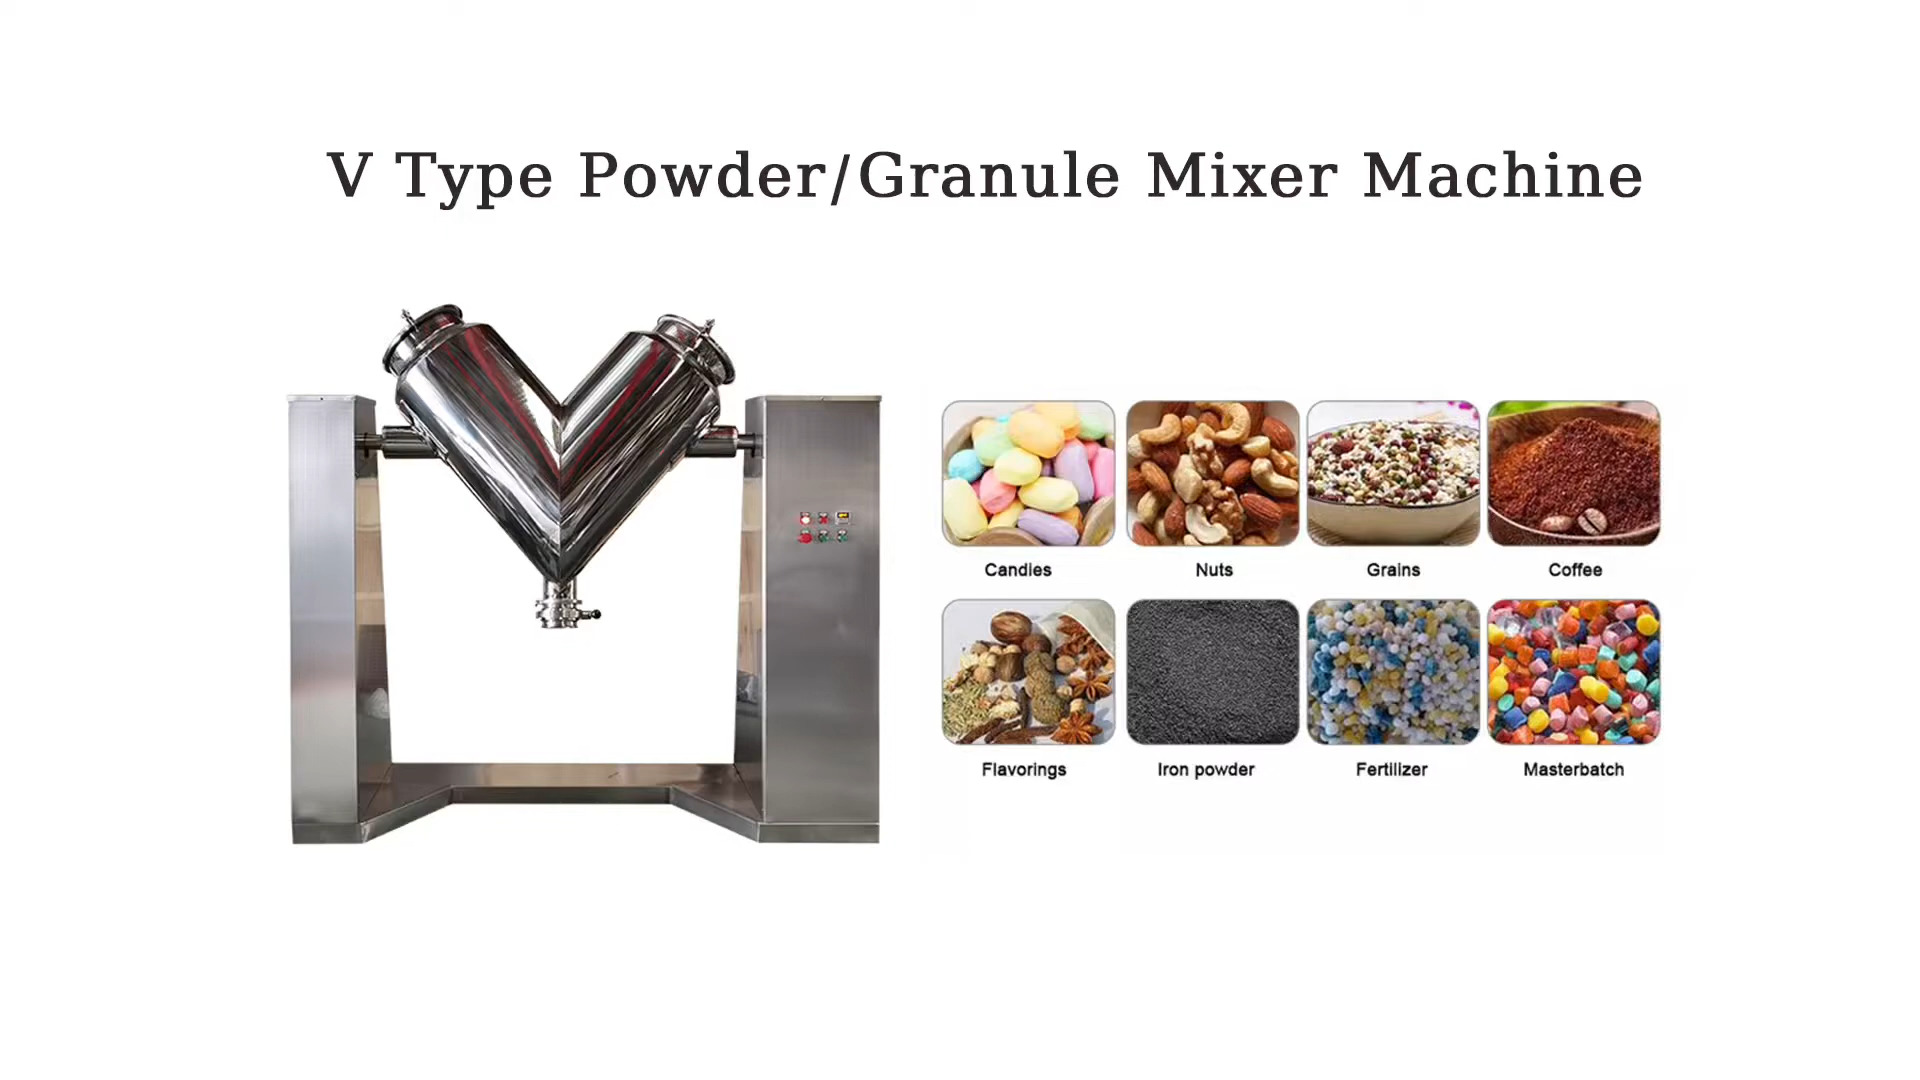 V Type Powder/Granule Mixer Machine
Candies
Nuts
Grains
Coffee
Flavorings
Iron powder
Fertilizer
Masterbatch